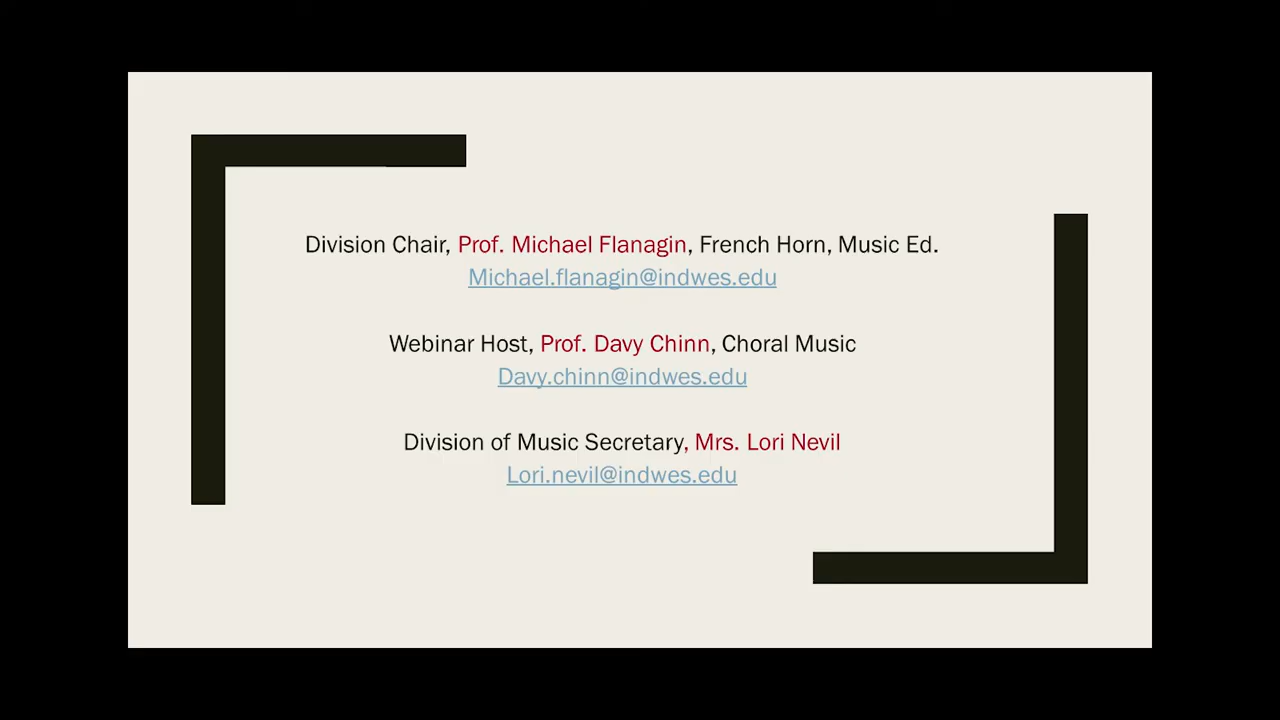 Division Chair, Prof. Michael Flanagin, French Horn, Music Ed.
Michael.flanagin@indwes.edu
Webinar Host, Prof. Davy Chinn, Choral Music
Davy.chinn@indwes.edu
Division of Music Secretary, Mrs. Lori Nevil
Lori.nevil@indwes.edu